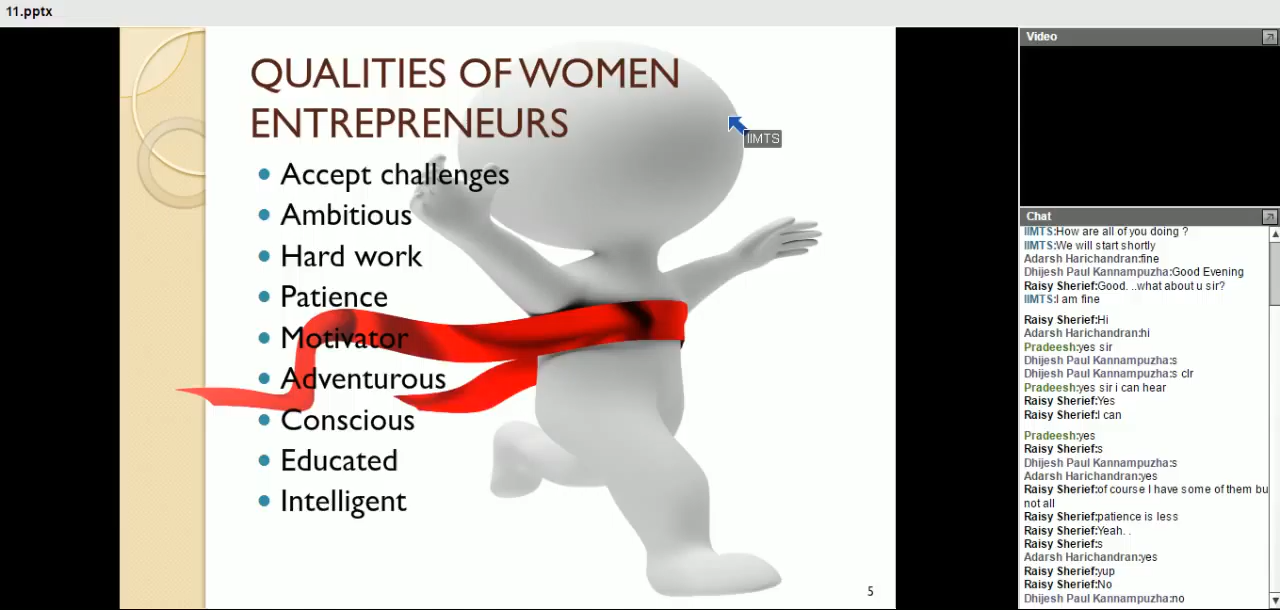 11.pptx
QUALITIES OF WOMEN
ENTREPRENEURS
IIMTS
• Accept challenges
• Ambitious
• Hard work
• Patience
• Motivator
• Adventurous
• Conscious
• Educated
• Intelligent
5
Video
Chat
IIMTS:How are all of you doing ?
IIMTS:We will start shortly
Adarsh Harichandran:fine
Dhijesh Paul Kannampuzha:Good Evening
Raisy Sherief:Good. ..what about u sir?
IIMTS:I am fine
Raisy Sherief:Hi
Adarsh Harichandran:hi
Pradeesh:yes sir
Dhijesh Paul Kannampuzha:s
Dhijesh Paul Kannampuzha:s clr
Pradeesh:yes sir i can hear
Raisy Sherief:Yes
Raisy Sherief:I can
Pradeesh:yes
Raisy Sherief:s
Dhijesh Paul Kannampuzha:s
Adarsh Harichandran:yes
Raisy Sherief:of course I have some of them bu
not all
Raisy Sherief:patience is less
Raisy Sherief:Yeah. .
Raisy Sherief:s
Adarsh Harichandran:yes
Raisy Sherief:yup
Raisy Sherief:No
Dhijesh Paul Kannampuzha:no